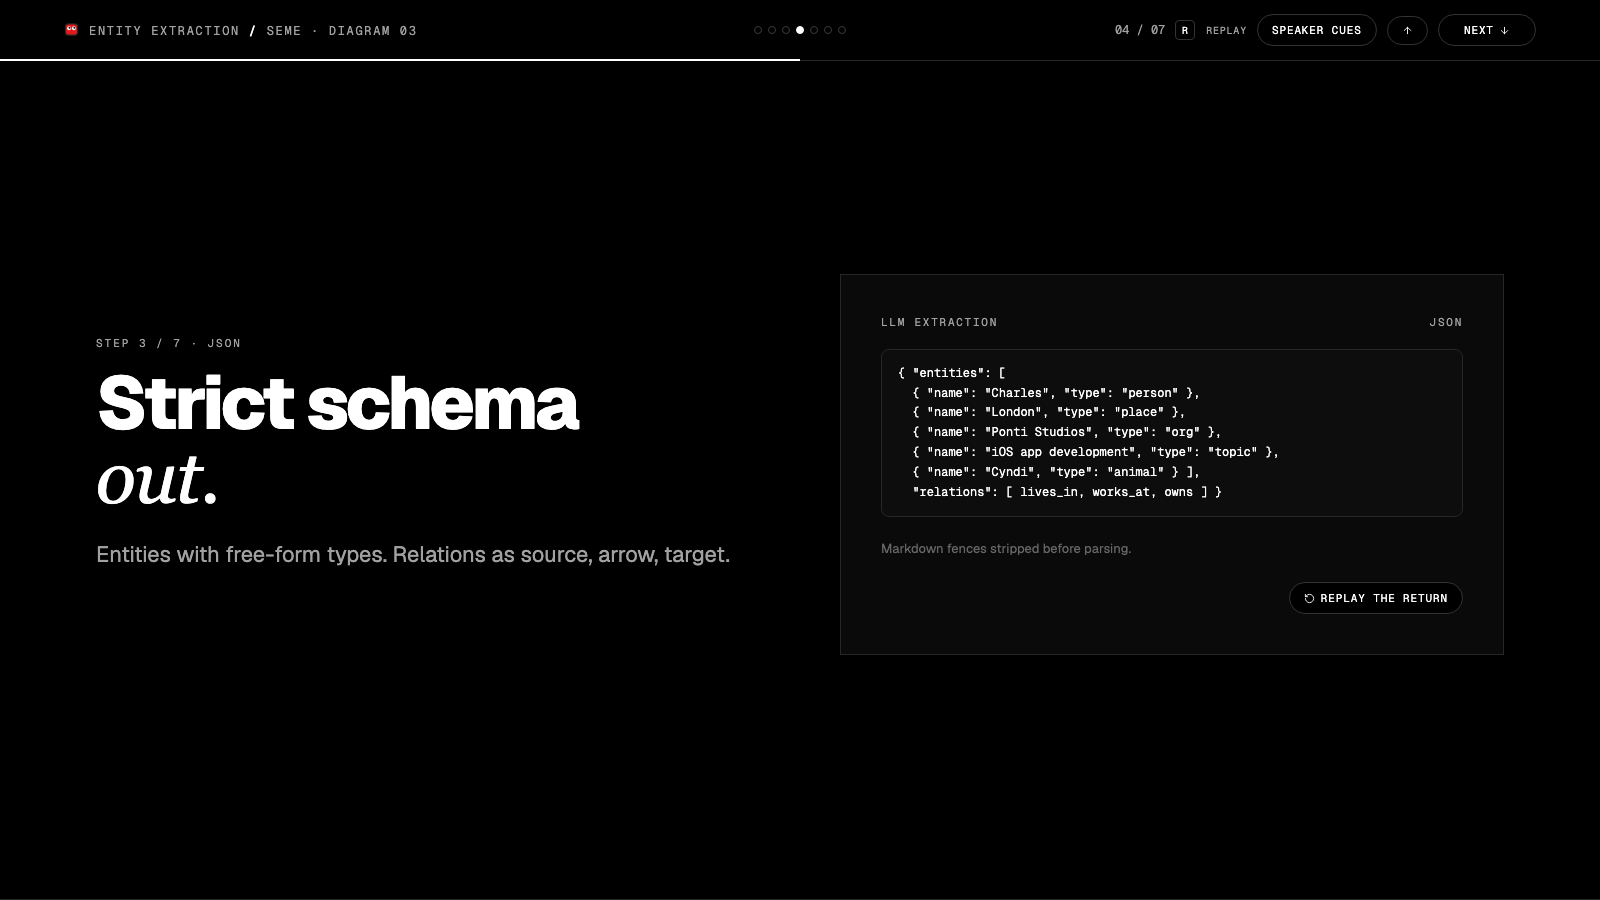 ENTITY EXTRACTION / SEME · DIAGRAM 03
04 / 07 R REPLAY SPEAKER CUES ↑ NEXT ↓
STEP 3 / 7 · JSON
Strict schema
out.
Entities with free-form types. Relations as source, arrow, target.
LLM EXTRACTION JSON
{ "entities": [
  { "name": "Charles", "type": "person" },
  { "name": "London", "type": "place" },
  { "name": "Ponti Studios", "type": "org" },
  { "name": "iOS app development", "type": "topic" },
  { "name": "Cyndi", "type": "animal" } ],
  "relations": [ lives_in, works_at, owns ] }
Markdown fences stripped before parsing.
REPLAY THE RETURN